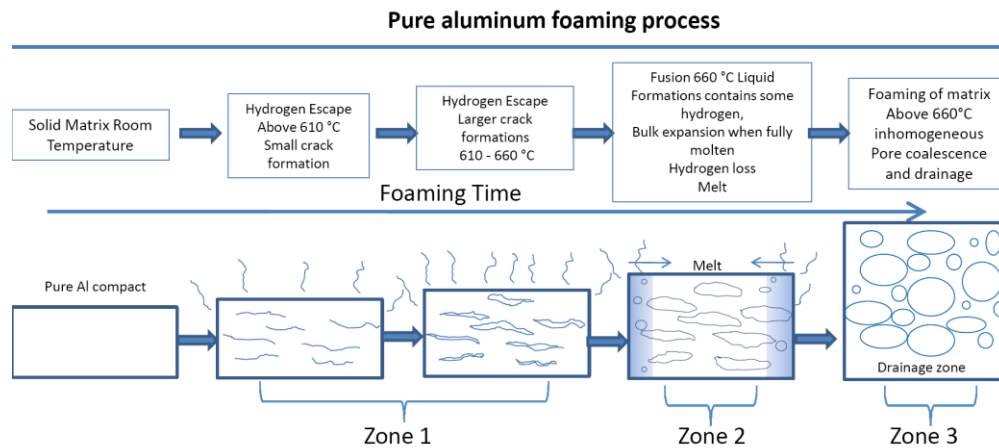 Pure aluminum foaming process
Solid Matrix Room
Temperature
Hydrogen Escape
Above 610 °C
Small crack
formation
Hydrogen Escape
Larger crack
formations
610 - 660 °C
Fusion 660 °C Liquid
Formations contains some
hydrogen,
Bulk expansion when fully
molten
Hydrogen loss
Melt
Foaming of matrix
Above 660°C
inhomogeneous
Pore coalescence
and drainage
Foaming Time
Pure Al compact
Melt
Drainage zone
Zone 1
Zone 2
Zone 3